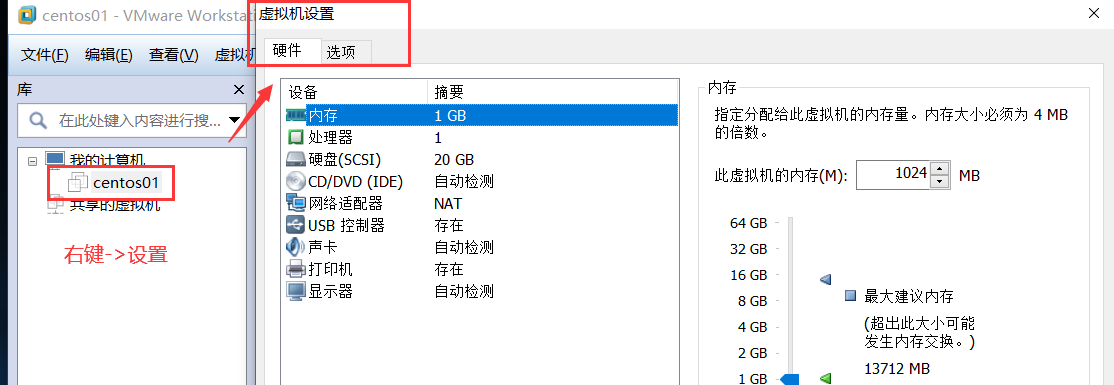 centos01 - VMware Workstati
虚拟机设置
文件(F) 编辑(E) 查看(V) 虚拟机
硬件 选项
库
在此处键入内容进行搜...
我的计算机
centos01
共享的虚拟机
右键->设置
设备 摘要
内存 1 GB
处理器 1
硬盘(SCSI) 20 GB
CD/DVD (IDE) 自动检测
网络适配器 NAT
USB 控制器 存在
声卡 自动检测
打印机 存在
显示器 自动检测
内存
指定分配给此虚拟机的内存量。内存大小必须为 4 MB
的倍数。
此虚拟机的内存(M): 1024 MB
64 GB
32 GB
16 GB
8 GB
4 GB
2 GB
1 GB
最大建议内存
(超出此大小可能
发生内存交换。)
13712 MB